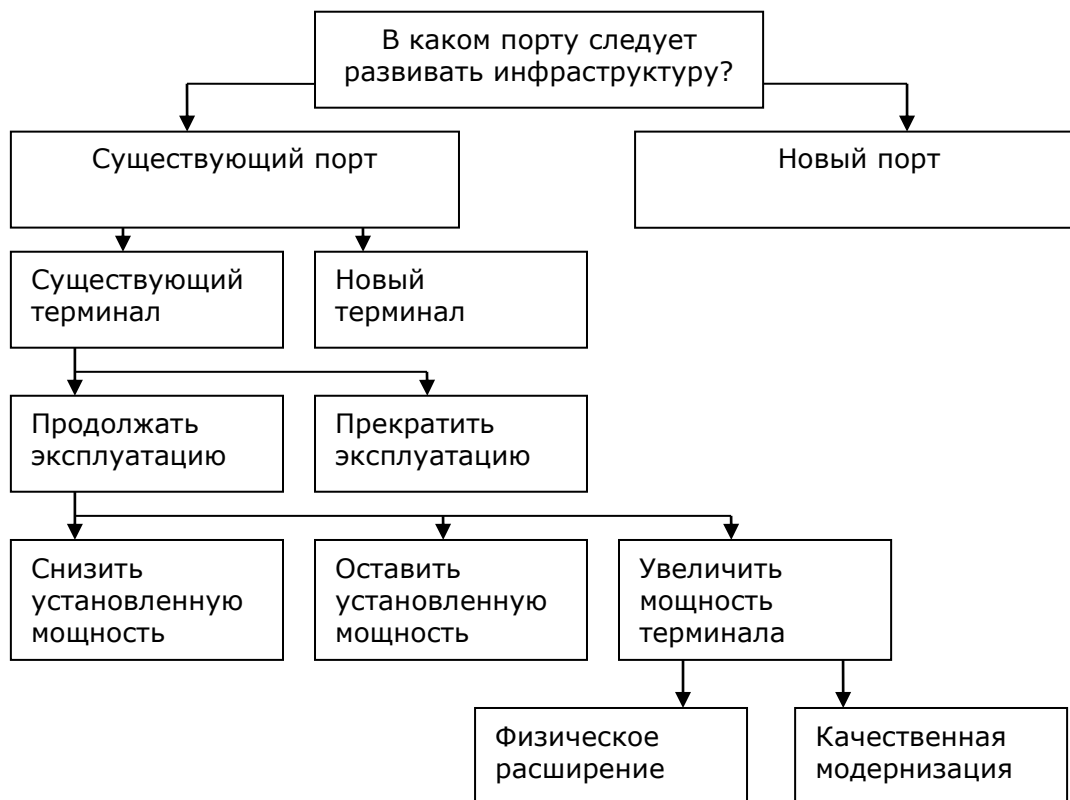 В каком порту следует
развивать инфраструктуру?
Существующий порт
Новый порт
Существующий
терминал
Новый
терминал
Продолжать
эксплуатацию
Прекратить
эксплуатацию
Снизить
установленную
мощность
Оставить
установленную
мощность
Увеличить
мощность
терминала
Физическое
расширение
Качественная
модернизация